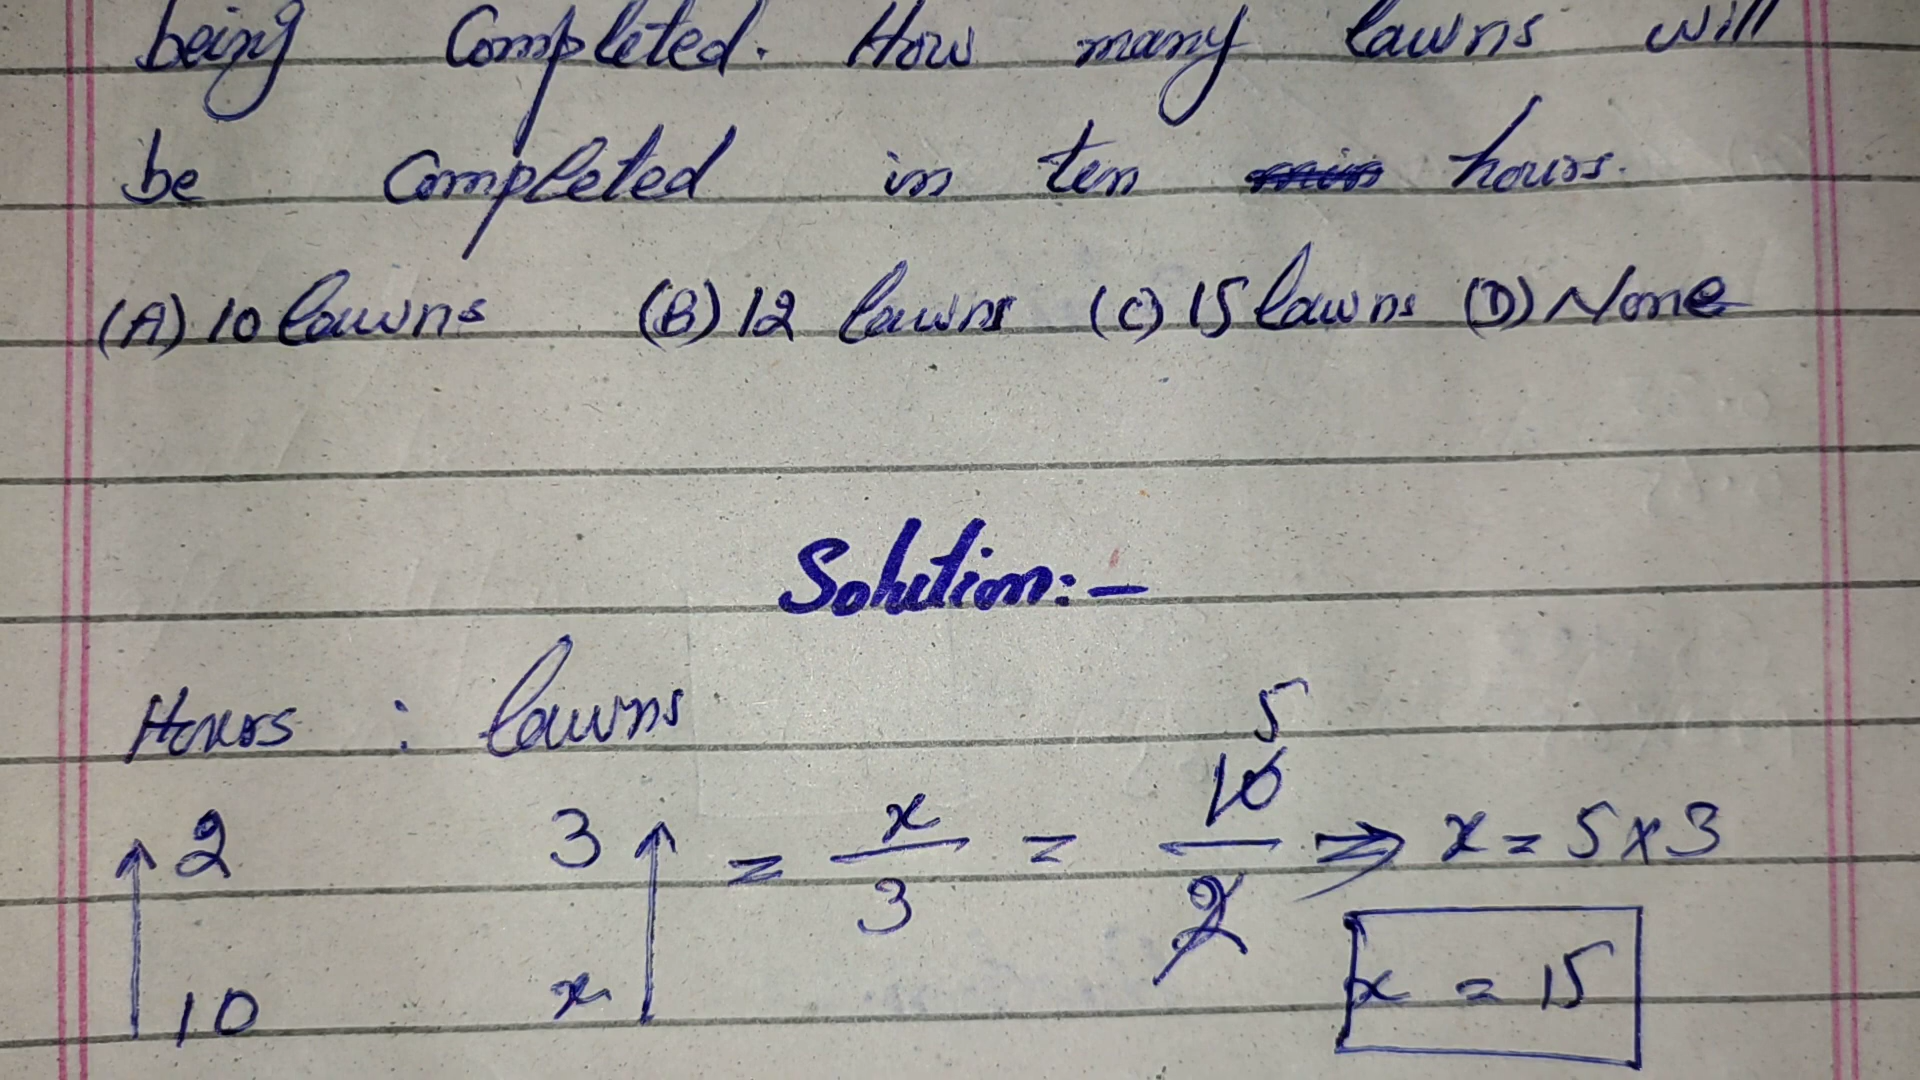 being Completed. How many lawns will
be Completed in ten hours.
(A) 10 lawns (B) 12 lawns (C) 15 lawns (D) None
Solution:-
Hours : lawns
2 3 = x/3 = 10/2 ⇒ x = 5x3
5
10 x
x = 15